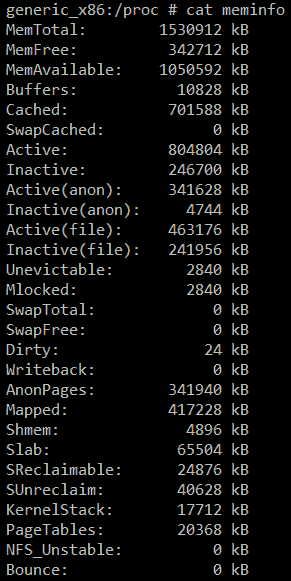 generic_x86:/proc # cat meminfo
MemTotal: 1530912 kB
MemFree: 342712 kB
MemAvailable: 1050592 kB
Buffers: 10828 kB
Cached: 701588 kB
SwapCached: 0 kB
Active: 804804 kB
Inactive: 246700 kB
Active(anon): 341628 kB
Inactive(anon): 4744 kB
Active(file): 463176 kB
Inactive(file): 241956 kB
Unevictable: 2840 kB
Mlocked: 2840 kB
SwapTotal: 0 kB
SwapFree: 0 kB
Dirty: 24 kB
Writeback: 0 kB
AnonPages: 341940 kB
Mapped: 417228 kB
Shmem: 4896 kB
Slab: 65504 kB
SReclaimable: 24876 kB
SUnreclaim: 40628 kB
KernelStack: 17712 kB
PageTables: 20368 kB
NFS_Unstable: 0 kB
Bounce: 0 kB